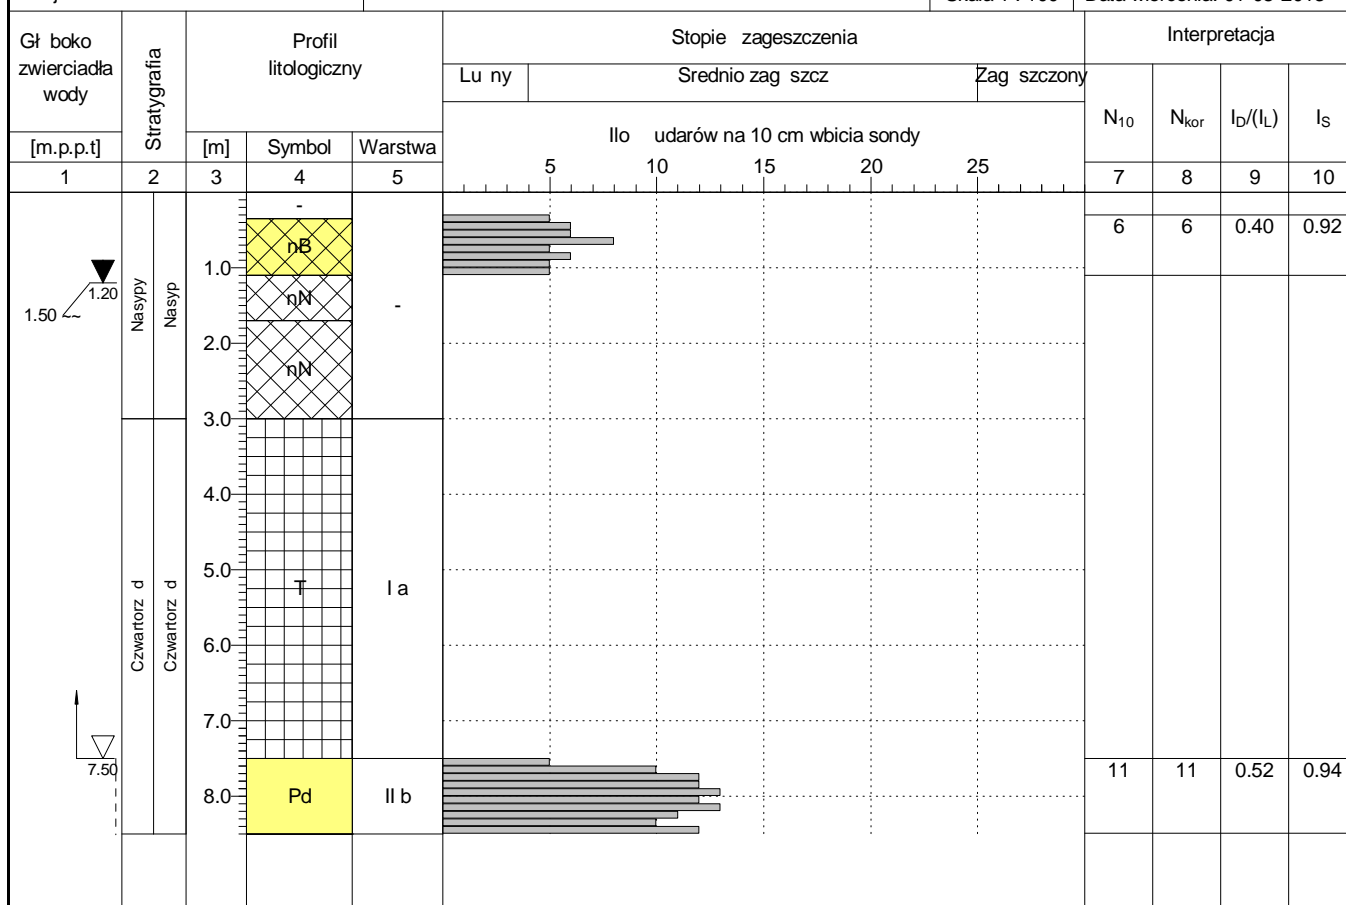 Gł boko
zwierciadła
wody
[m.p.p.t]
Stratygrafia
Profil
litologiczny
[m] Symbol Warstwa
Stopie zageszczenia
Lu ny Srednio zag szcz Zag szczony
Ilo udarów na 10 cm wbicia sondy
5 10 15 20 25
Interpretacja
N10 Nkor ID/(IL) IS
1 2 3 4 5 7 8 9 10
-
nB
6 6 0.40 0.92
1.0
1.20
1.50 ~~
Nasypy
Nasyp
nN
-
2.0
nN
3.0
4.0
5.0
T
I a
Czwartorz d
Czwartorz d
6.0
7.0
7.50
11 11 0.52 0.94
8.0
Pd
II b